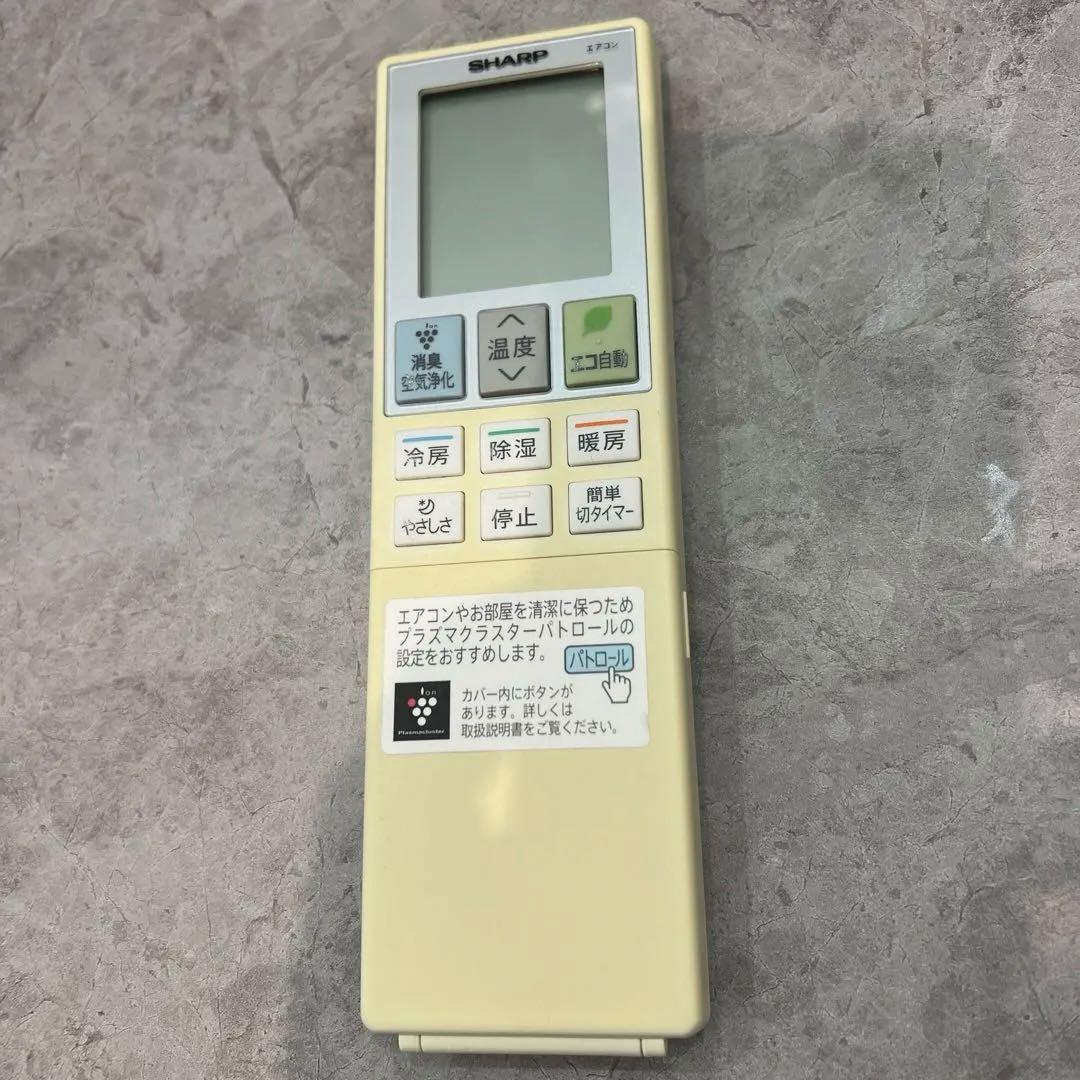 SHARP
エアコン
ion
消臭
空気浄化
温度
エコ自動
冷房
除湿
暖房
やさしさ
停止
簡単
切タイマー
エアコンやお部屋を清潔に保つため
プラズマクラスターパトロールの
設定をおすすめします。
パトロール
ion
Plasmacluster
カバー内にボタンが
あります。詳しくは
取扱説明書をご覧ください。